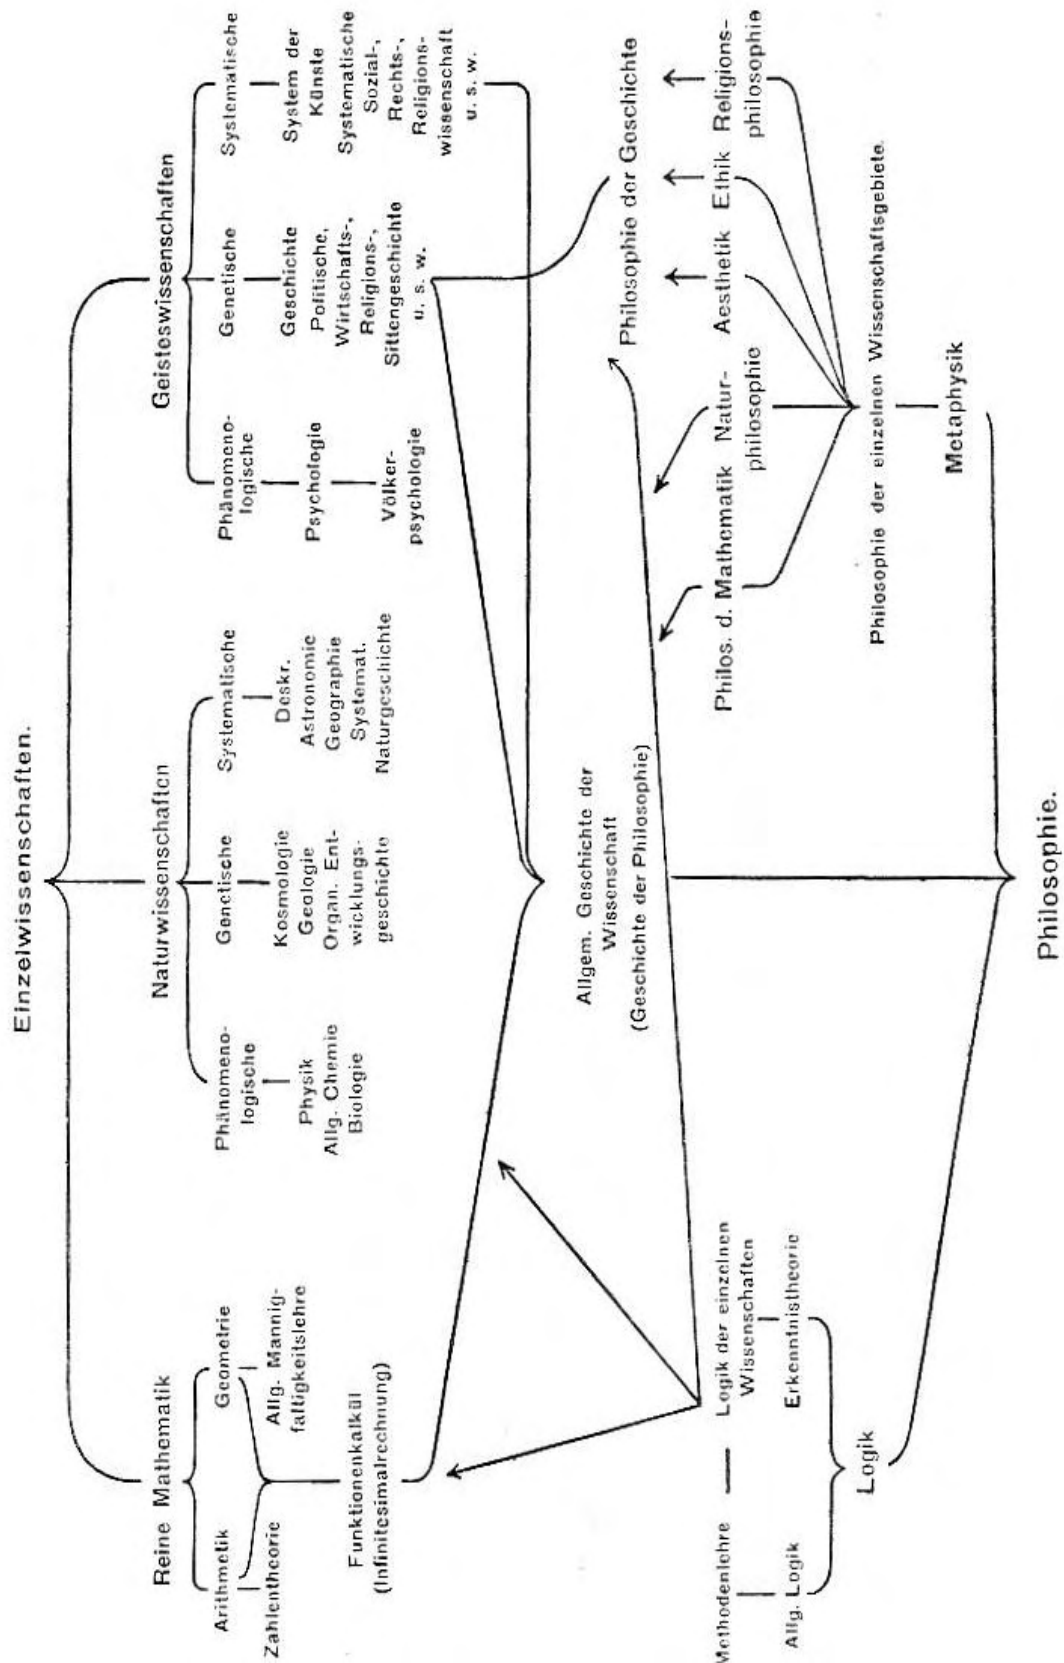 Einzelwissenschaften.
Reine Mathematik
Arithmetik
Zahlentheorie
Geometrie
Allg. Mannig-
faltigkeitslehre
Funktionenkalkül
(Infinitesimalrechnung)
Naturwissenschaften
Phänomeno-
logische
Physik
Allg. Chemie
Biologie
Genetische
Kosmologie
Geologie
Organ. Ent-
wicklungs-
geschichte
Systematische
Deskr.
Astronomie
Geographie
Systemat.
Naturgeschichte
Geisteswissenschaften
Phänomeno-
logische
Psychologie
Völker-
psychologie
Genetische
Geschichte
Politische,
Wirtschafts-,
Religions-,
Sittengeschichte
u. s. w.
Systematische
System der
Künste
Systematische
Sozial-,
Rechts-,
Religions-
wissenschaft
u. s. w.
Allgem. Geschichte der
Wissenschaft
(Geschichte der Philosophie)
Philosophie der Geschichte
Methodenlehre
Allg. Logik
Logik der einzelnen
Wissenschaften
Erkenntnistheorie
Logik
Philos. d. Mathematik
Natur-
philosophie
Aesthetik
Ethik
Religions-
philosophie
Philosophie der einzelnen Wissenschaftsgebiete.
Metaphysik
Philosophie.